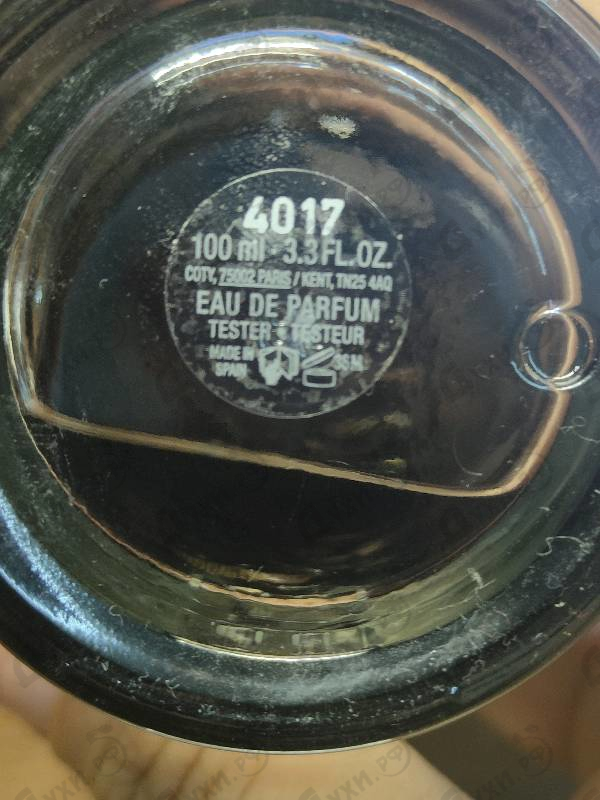 4017
100 ml · 3.3 FL.OZ.
COTY, 75002 PARIS / KENT, TN25 4AQ
EAU DE PARFUM
TESTER - TESTEUR
MADE IN
SPAIN
36 M